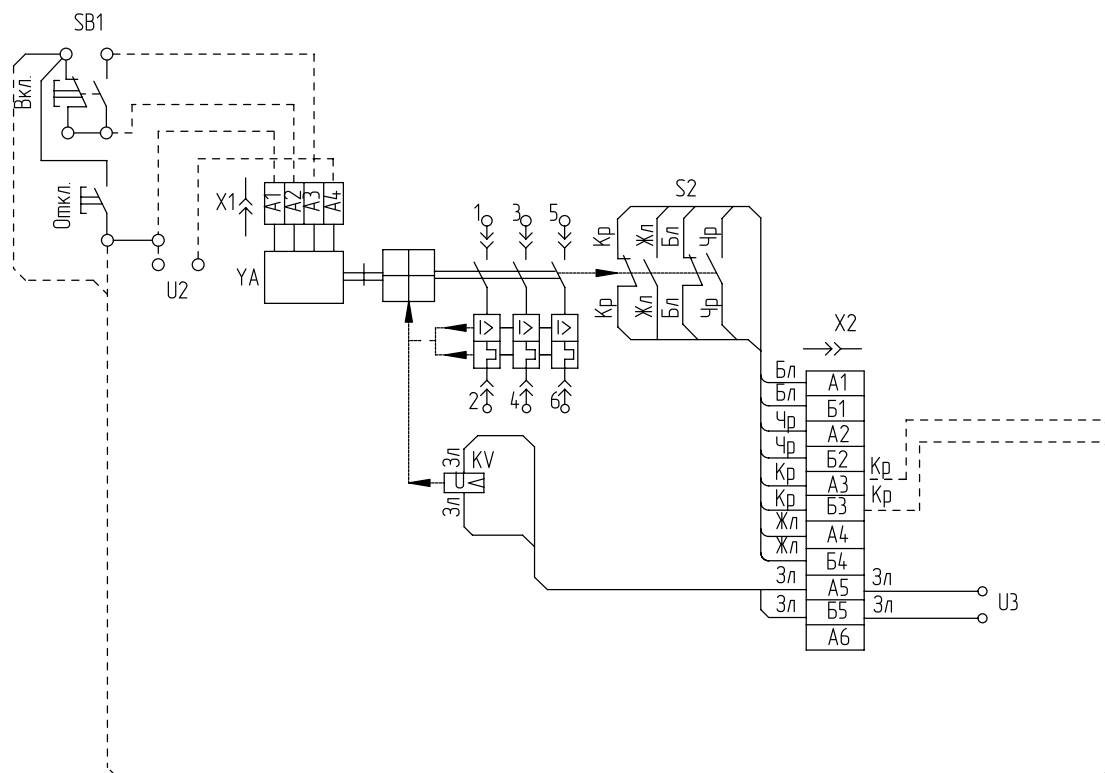 SB1
Вкл.
Откл.
X1
A1
A2
A3
A4
YA
U2
1
3
5
I>
I>
I>
2
4
6
S2
Кр
Жл
Бл
Чр
Кр
Жл
Бл
Чр
X2
Бл
A1
Бл
Б1
Чр
A2
Чр
Б2
Кр
Кр
A3
Кр
Кр
Б3
Жл
A4
Жл
Б4
Зл
A5
Зл
Зл
Б5
Зл
A6
U3
Зл
KV
U<
Зл